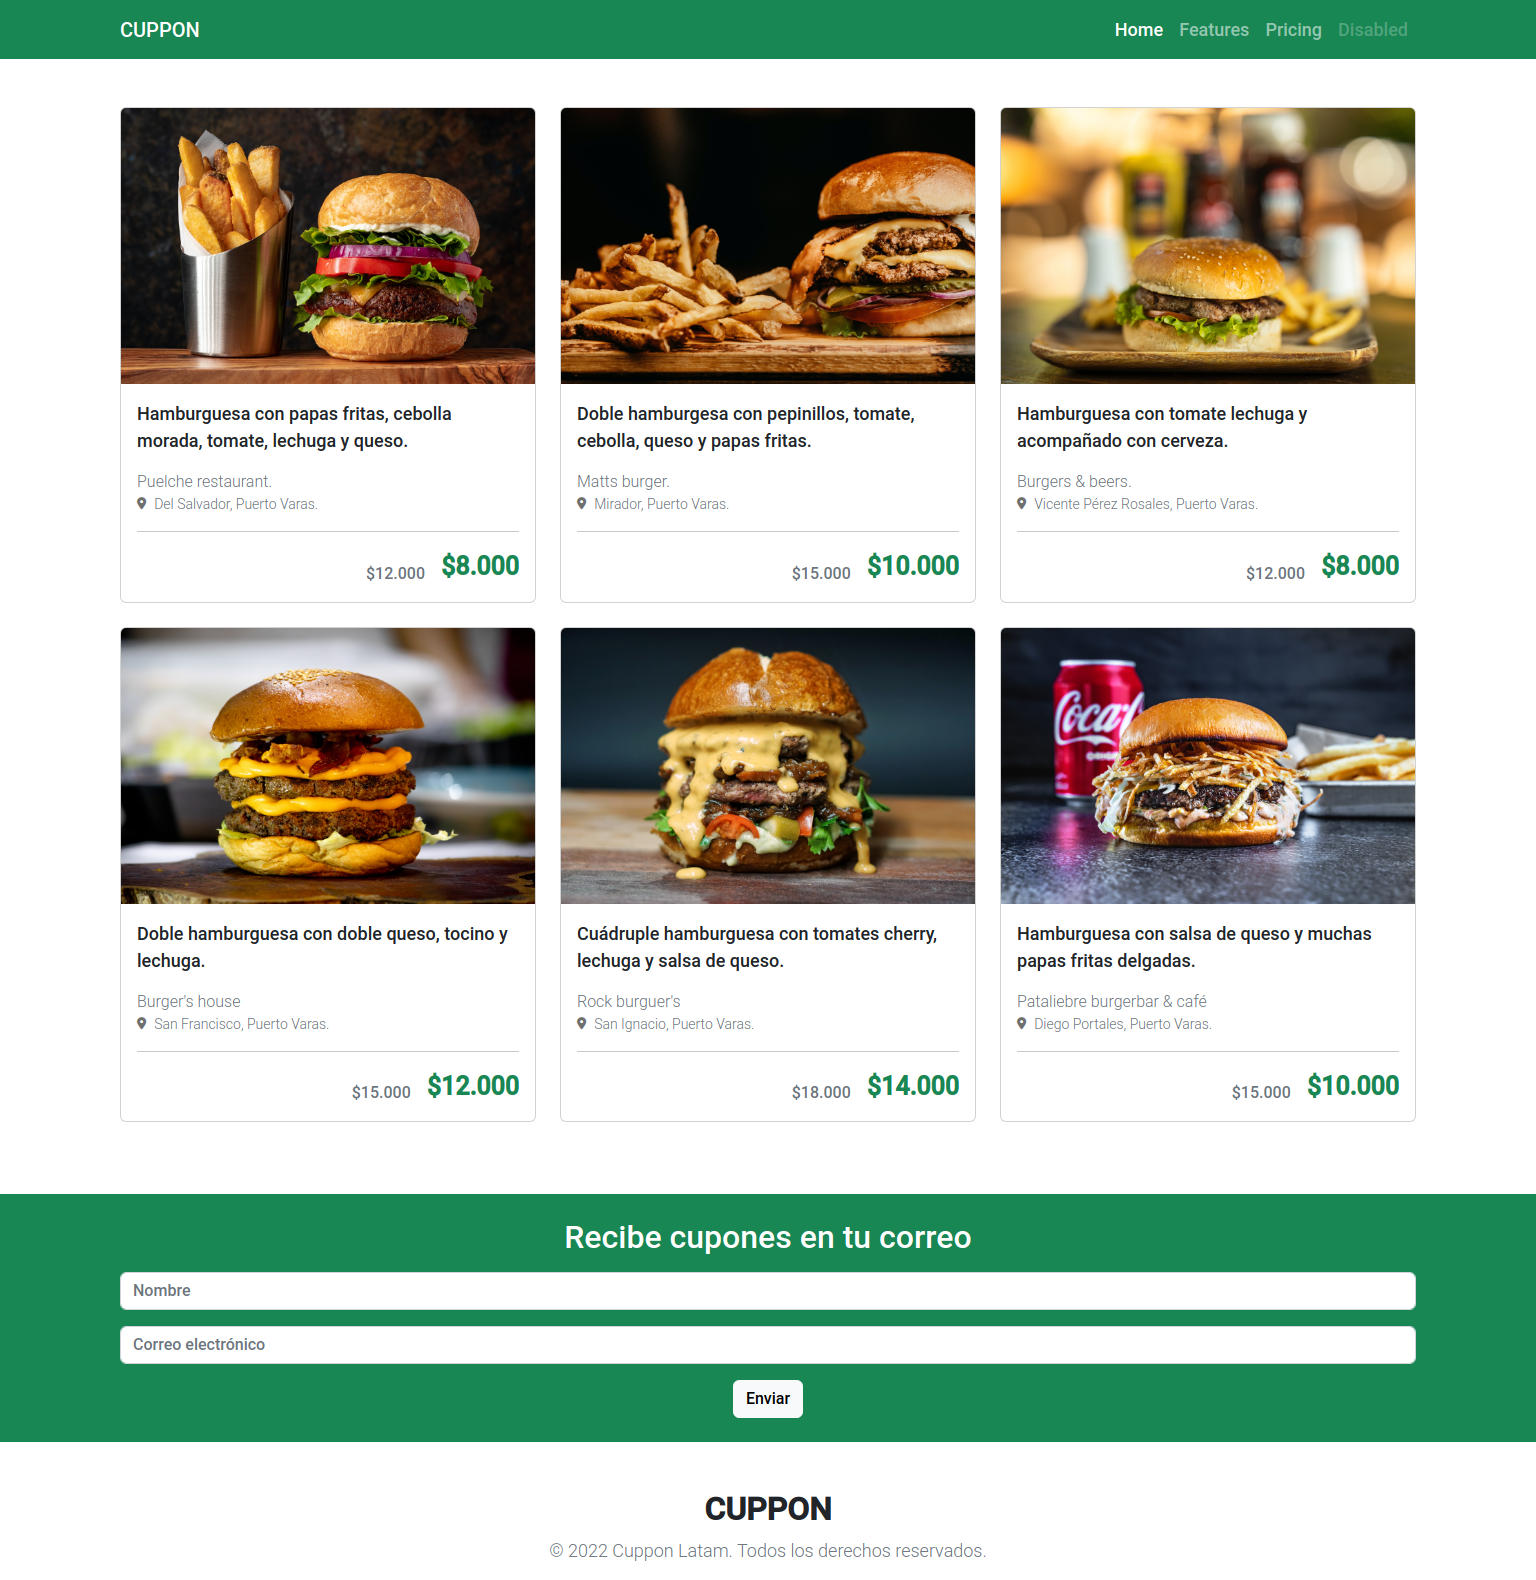 CUPPON
Home Features Pricing Disabled
Hamburguesa con papas fritas, cebolla
morada, tomate, lechuga y queso.
Puelche restaurant.
Del Salvador, Puerto Varas.
$12.000 $8.000
Doble hamburgesa con pepinillos, tomate,
cebolla, queso y papas fritas.
Matts burger.
Mirador, Puerto Varas.
$15.000 $10.000
Hamburguesa con tomate lechuga y
acompañado con cerveza.
Burgers & beers.
Vicente Pérez Rosales, Puerto Varas.
$12.000 $8.000
Doble hamburguesa con doble queso, tocino y
lechuga.
Burger's house
San Francisco, Puerto Varas.
$15.000 $12.000
Cuádruple hamburguesa con tomates cherry,
lechuga y salsa de queso.
Rock burguer's
San Ignacio, Puerto Varas.
$18.000 $14.000
Coca
Hamburguesa con salsa de queso y muchas
papas fritas delgadas.
Pataliebre burgerbar & café
Diego Portales, Puerto Varas.
$15.000 $10.000
Recibe cupones en tu correo
Nombre
Correo electrónico
Enviar
CUPPON
© 2022 Cuppon Latam. Todos los derechos reservados.